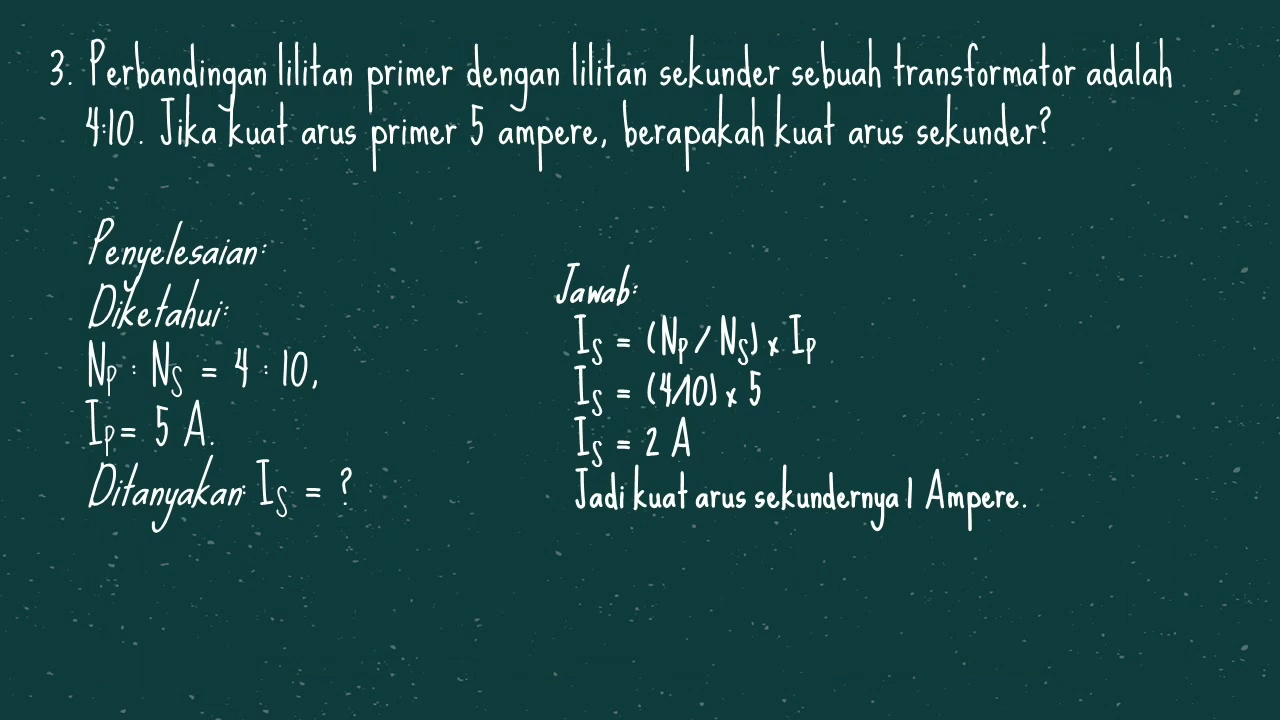 3. Perbandingan lilitan primer dengan lilitan sekunder sebuah transformator adalah
4:10. Jika kuat arus primer 5 ampere, berapakah kuat arus sekunder?
Penyelesaian:
Diketahui:
Np : Ns = 4 : 10,
Ip= 5 A.
Ditanyakan: Is = ?
Jawab:
Is = (Np / Ns) x Ip
Is = (4/10) x 5
Is = 2 A
Jadi kuat arus sekundernya 1 Ampere.